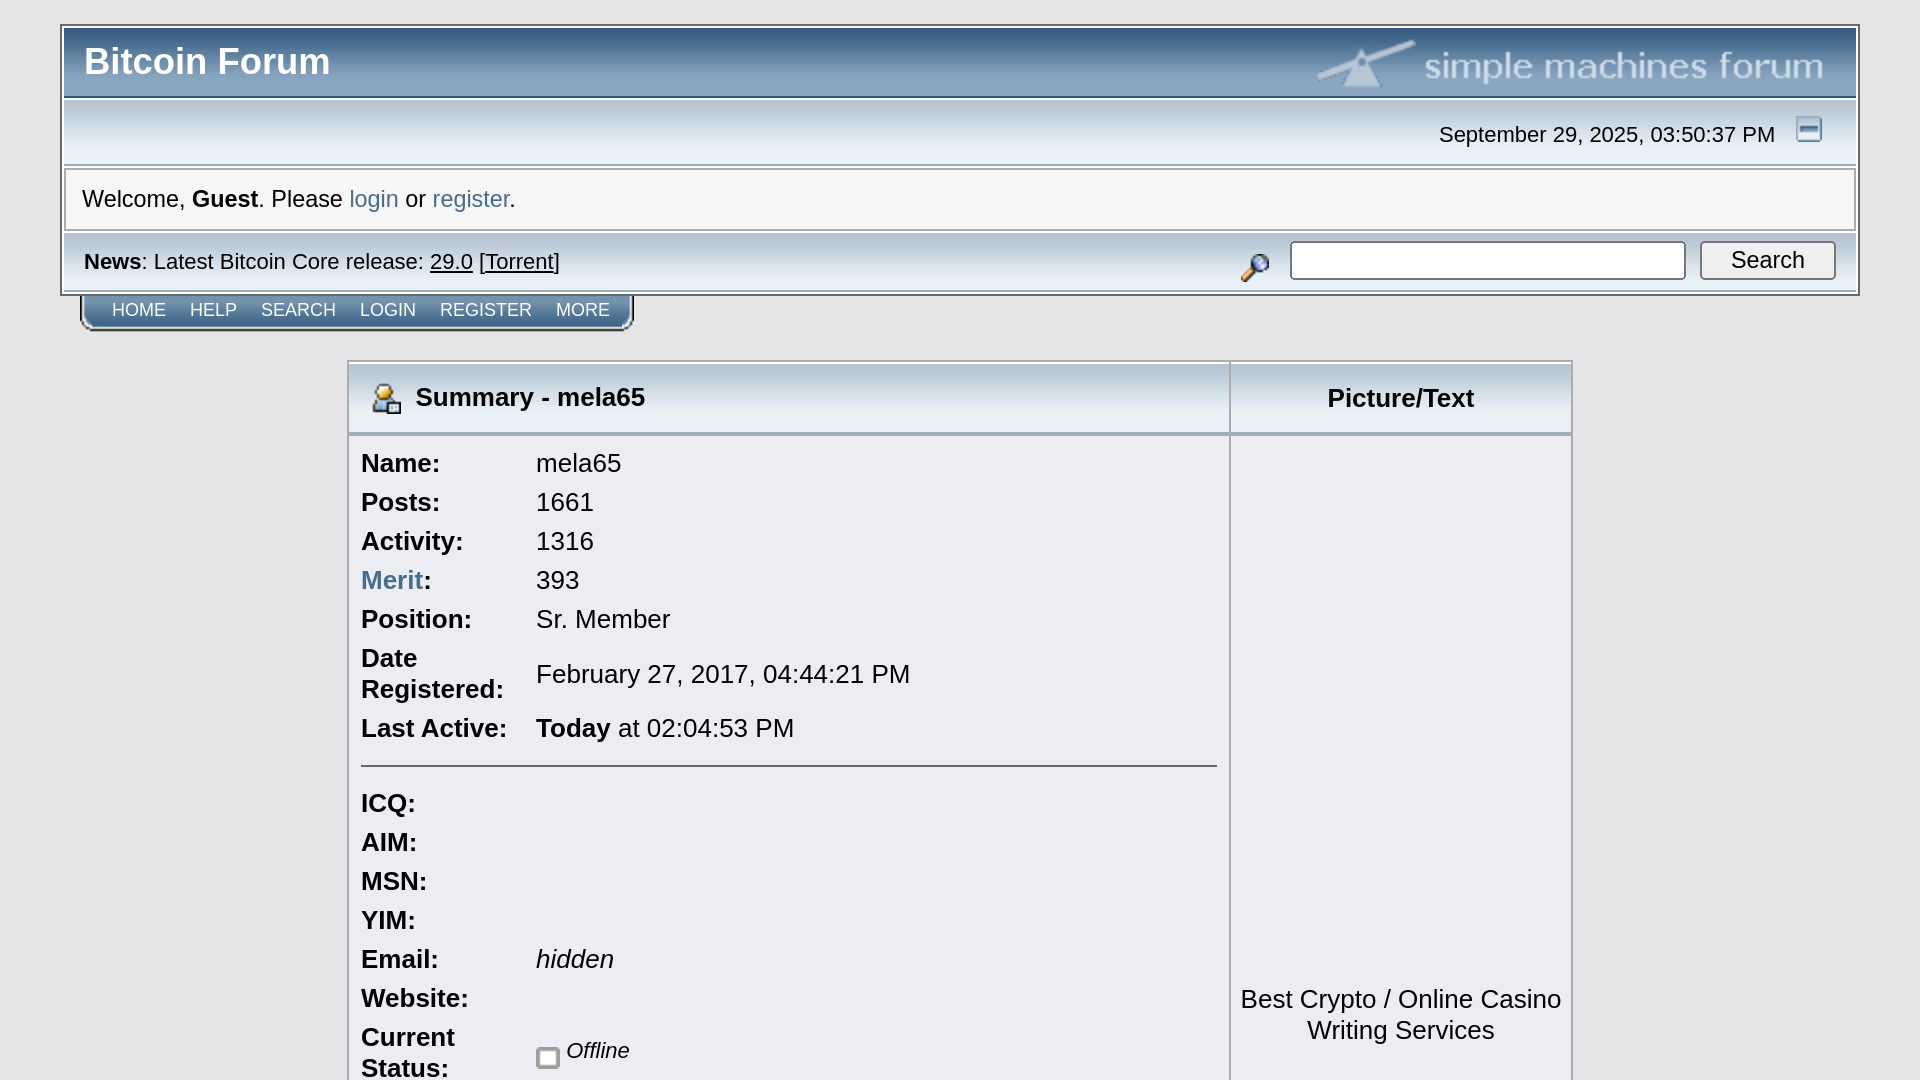 Bitcoin Forum
simple machines forum
September 29, 2025, 03:50:37 PM
Welcome, Guest. Please login or register.
News: Latest Bitcoin Core release: 29.0 [Torrent]
Search
HOME HELP SEARCH LOGIN REGISTER MORE
Summary - mela65
Picture/Text
Name: mela65
Posts: 1661
Activity: 1316
Merit: 393
Position: Sr. Member
Date
Registered: February 27, 2017, 04:44:21 PM
Last Active: Today at 02:04:53 PM
ICQ:
AIM:
MSN:
YIM:
Email: hidden
Website:
Current
Status: Offline
Best Crypto / Online Casino
Writing Services